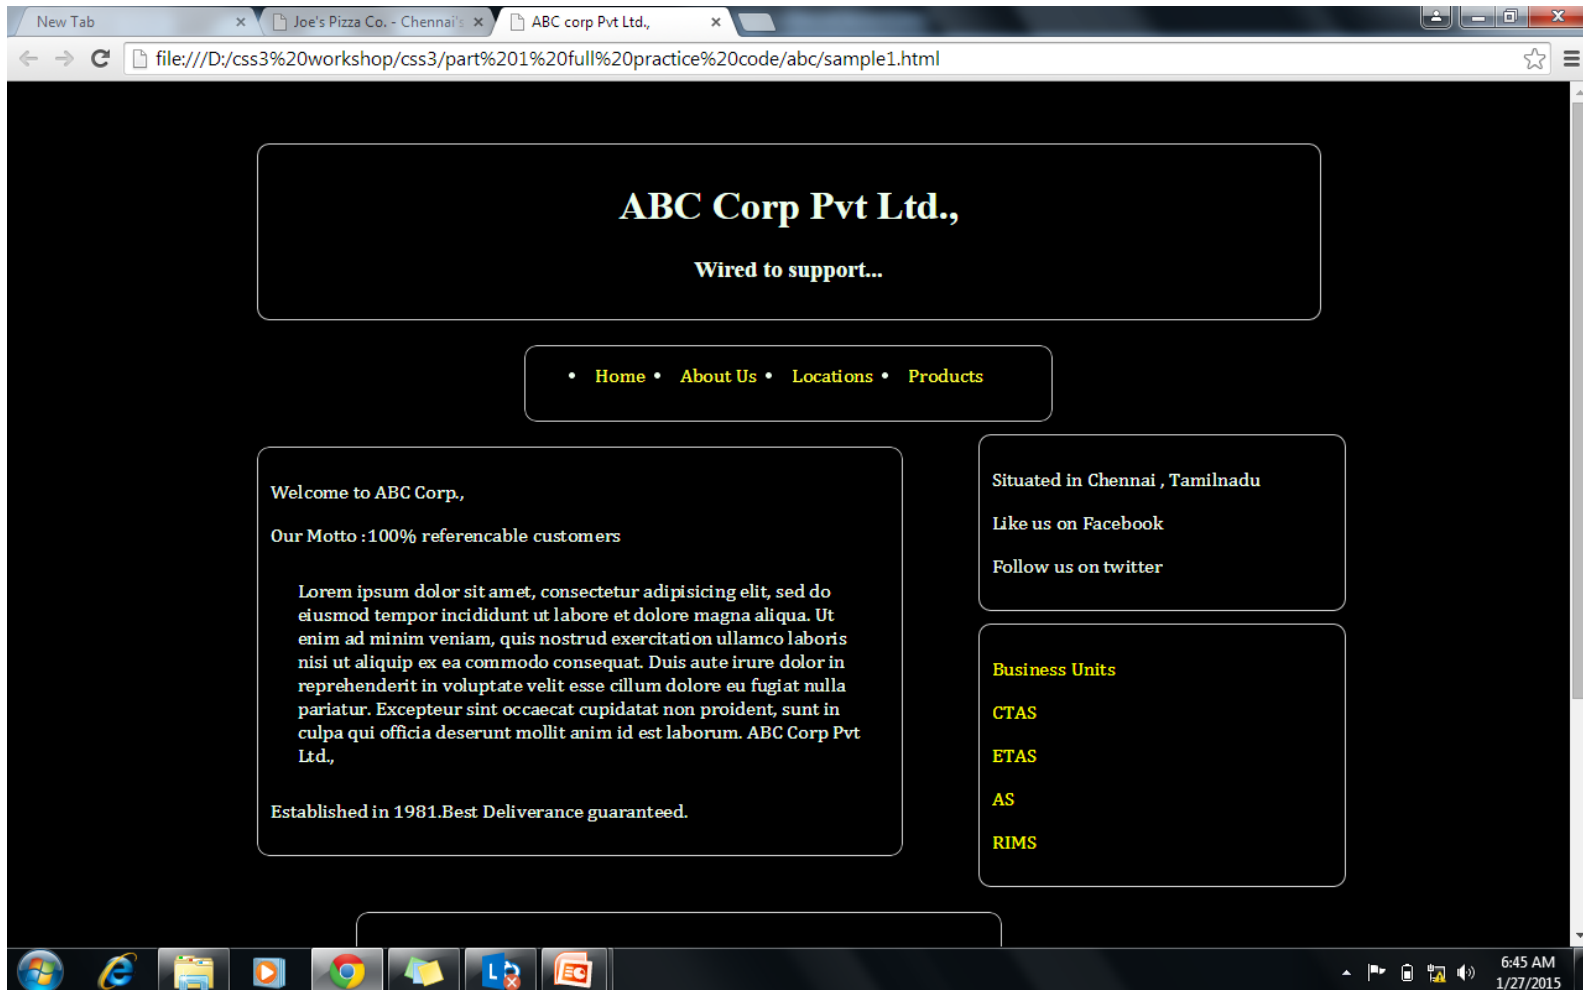 New Tab
Joe's Pizza Co. - Chennai's
ABC corp Pvt Ltd.,
file:///D:/css3%20workshop/css3/part%201%20full%20practice%20code/abc/sample1.html
ABC Corp Pvt Ltd.,
Wired to support...
• Home • About Us • Locations • Products
Welcome to ABC Corp.,
Our Motto :100% referencable customers
Lorem ipsum dolor sit amet, consectetur adipisicing elit, sed do
eiusmod tempor incididunt ut labore et dolore magna aliqua. Ut
enim ad minim veniam, quis nostrud exercitation ullamco laboris
nisi ut aliquip ex ea commodo consequat. Duis aute irure dolor in
reprehenderit in voluptate velit esse cillum dolore eu fugiat nulla
pariatur. Excepteur sint occaecat cupidatat non proident, sunt in
culpa qui officia deserunt mollit anim id est laborum. ABC Corp Pvt
Ltd.,
Established in 1981.Best Deliverance guaranteed.
Situated in Chennai , Tamilnadu
Like us on Facebook
Follow us on twitter
Business Units
CTAS
ETAS
AS
RIMS
6:45 AM
1/27/2015